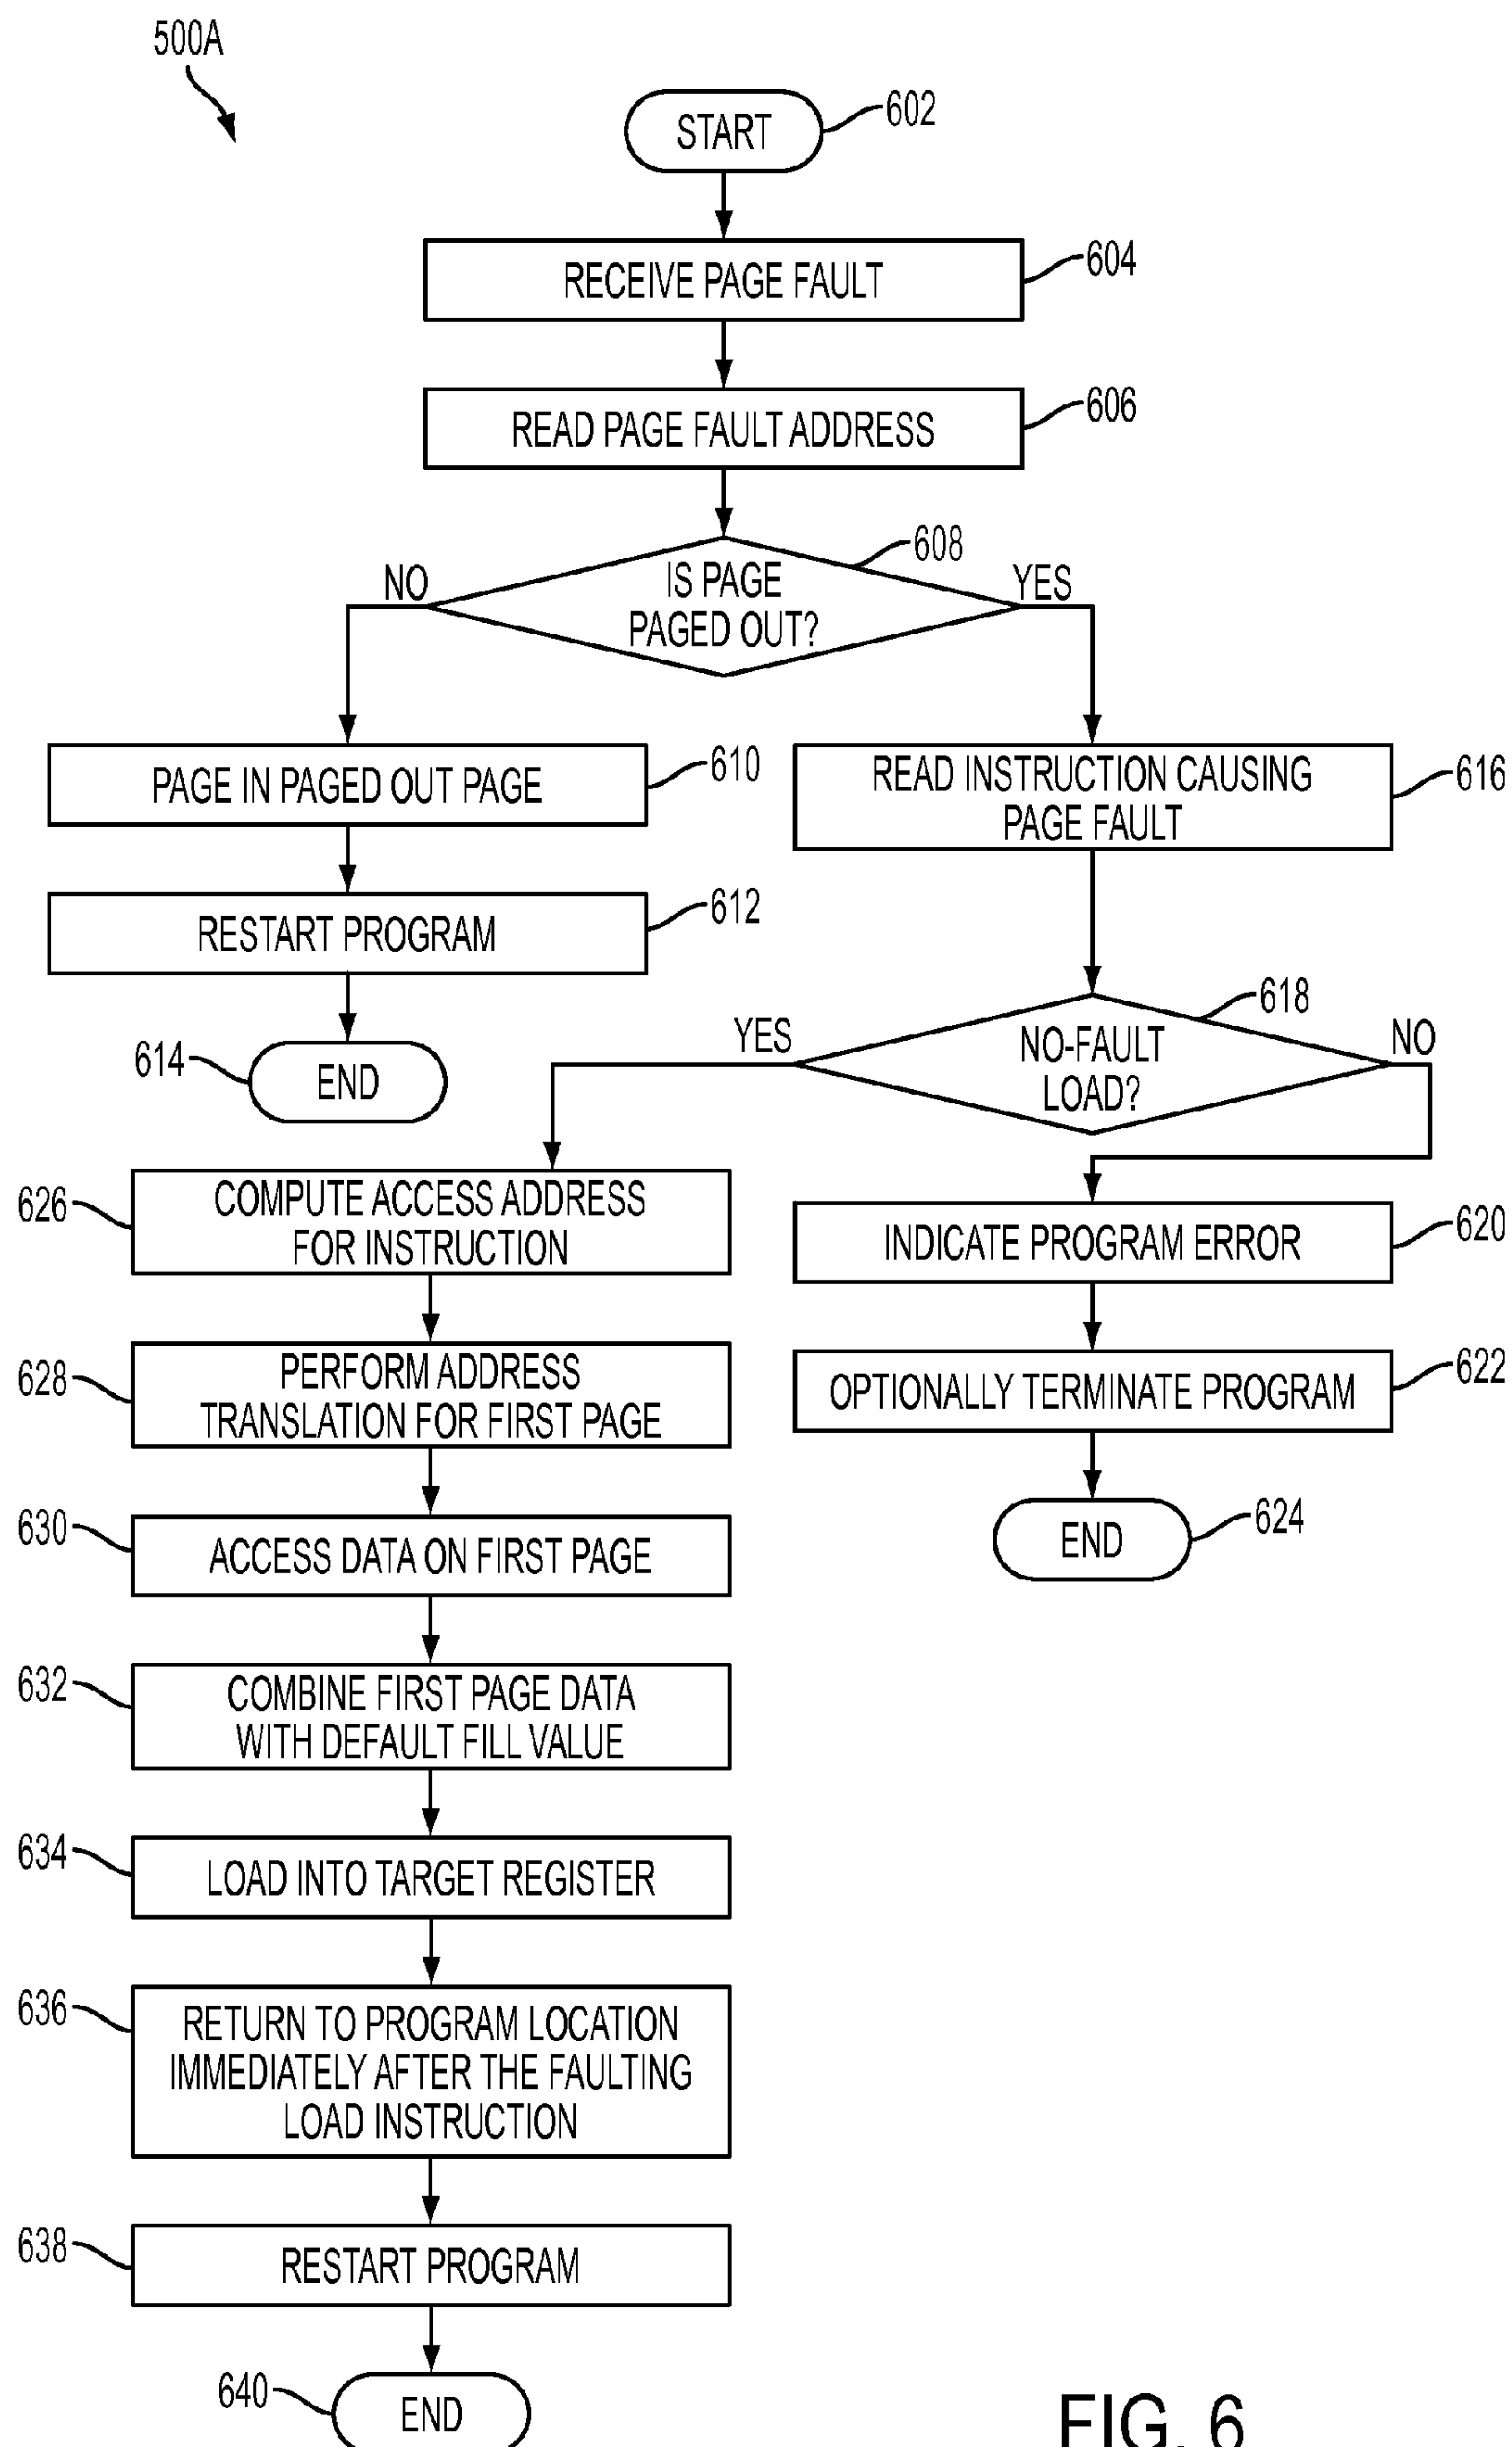 500A
START
602
RECEIVE PAGE FAULT
604
READ PAGE FAULT ADDRESS
606
IS PAGE
PAGED OUT?
608
NO
YES
PAGE IN PAGED OUT PAGE
610
READ INSTRUCTION CAUSING
PAGE FAULT
616
RESTART PROGRAM
612
END
614
NO-FAULT
LOAD?
618
YES
NO
COMPUTE ACCESS ADDRESS
FOR INSTRUCTION
626
INDICATE PROGRAM ERROR
620
PERFORM ADDRESS
TRANSLATION FOR FIRST PAGE
628
OPTIONALLY TERMINATE PROGRAM
622
ACCESS DATA ON FIRST PAGE
630
END
624
COMBINE FIRST PAGE DATA
WITH DEFAULT FILL VALUE
632
LOAD INTO TARGET REGISTER
634
RETURN TO PROGRAM LOCATION
IMMEDIATELY AFTER THE FAULTING
LOAD INSTRUCTION
636
RESTART PROGRAM
638
END
640
FIG. 6